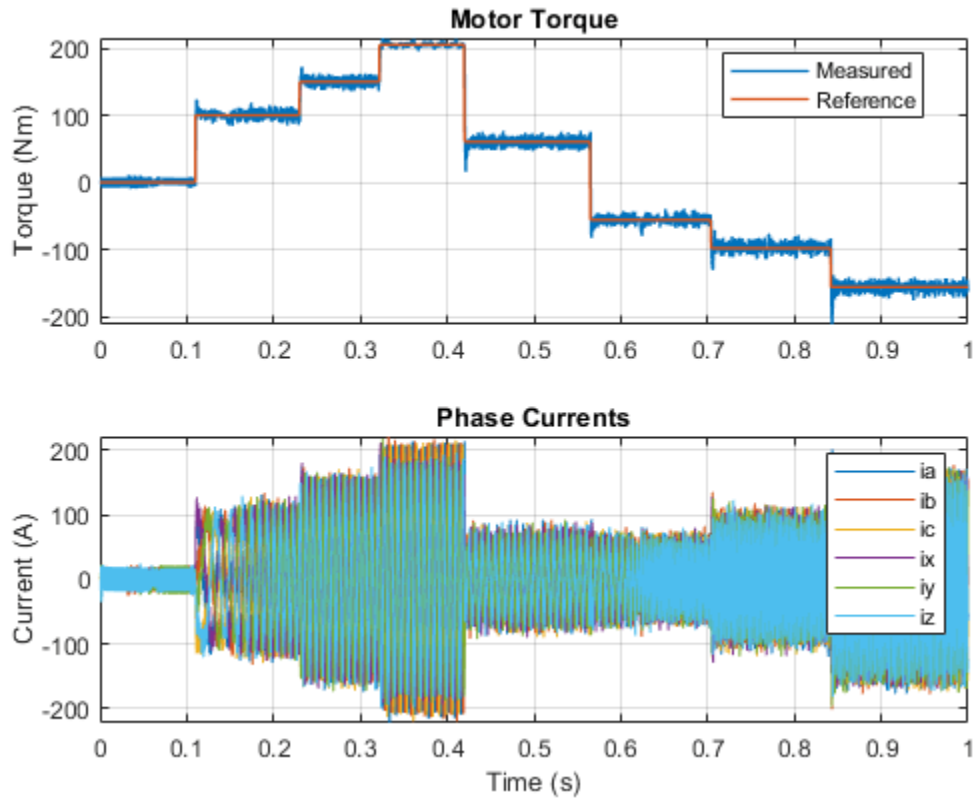 Motor Torque
200
100
0
-100
-200
Torque (Nm)
Measured
Reference
0 0.1 0.2 0.3 0.4 0.5 0.6 0.7 0.8 0.9 1
Phase Currents
200
100
0
-100
-200
Current (A)
ia
ib
ic
ix
iy
iz
0 0.1 0.2 0.3 0.4 0.5 0.6 0.7 0.8 0.9 1
Time (s)